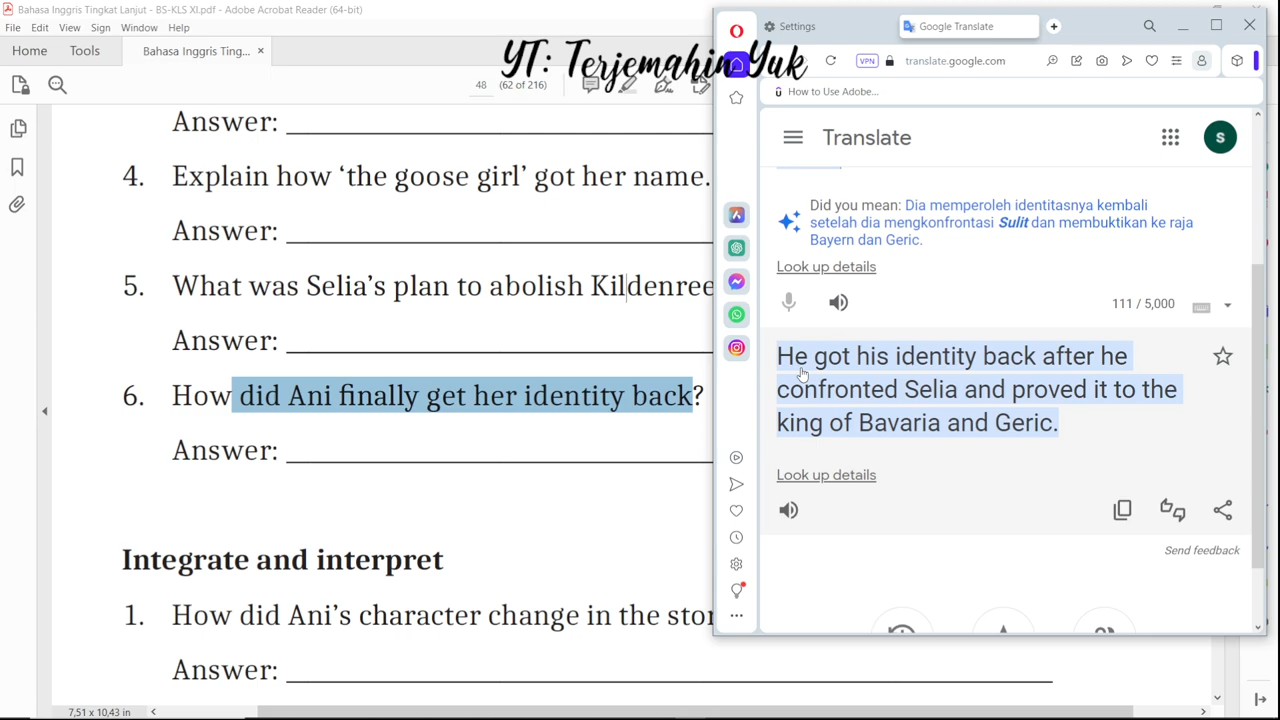 Bahasa Inggris Tingkat Lanjut - BS-KLS XI.pdf - Adobe Acrobat Reader (64-bit)
File Edit View Sign Window Help
Home Tools Bahasa Inggris Ting... ×
48 (62 of 216)
YT: Terjemahin Yuk
Answer:
4. Explain how ‘the goose girl’ got her name.
Answer:
5. What was Selia’s plan to abolish Kildenree
Answer:
6. How did Ani finally get her identity back?
Answer:
Integrate and interpret
1. How did Ani’s character change in the stor
Answer:
7,51 x 10,43 in
Settings
Google Translate
VPN translate.google.com
How to Use Adobe...
Translate
S
Did you mean: Dia memperoleh identitasnya kembali
setelah dia mengkonfrontasi Sulit dan membuktikan ke raja
Bayern dan Geric.
Look up details
111 / 5,000
He got his identity back after he
confronted Selia and proved it to the
king of Bavaria and Geric.
Look up details
Send feedback